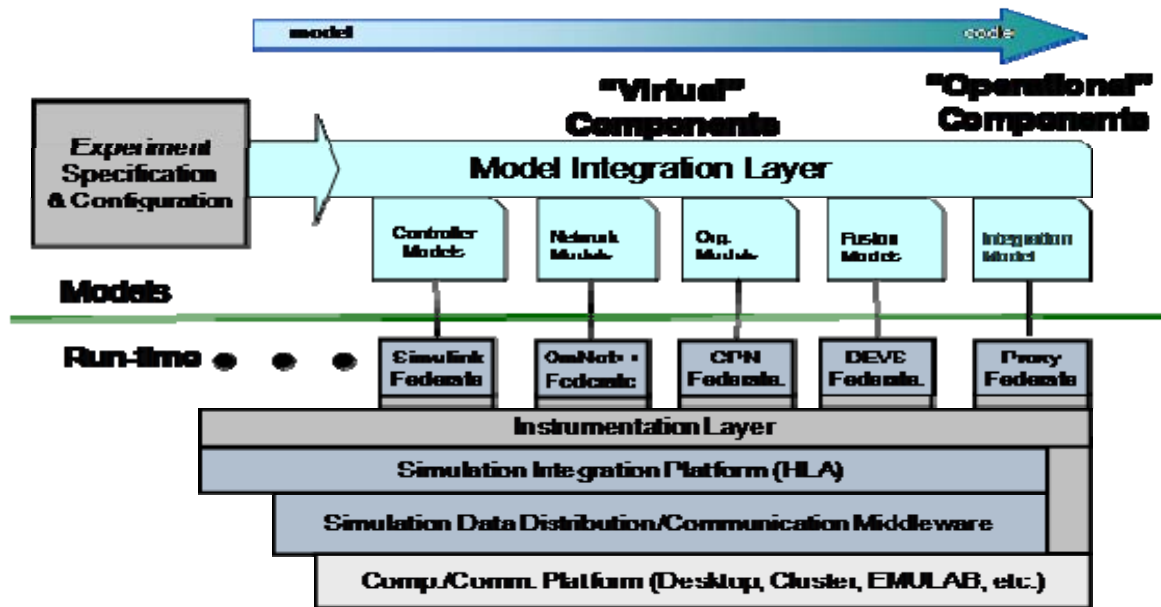 model code
"Virtual" "Operational"
Components Components
Experiment
Specification
& Configuration
Model Integration Layer
Controller
Models
Network
Models
Org.
Models
Fusion
Models
Integration
Model
Models
Run-time
Simulink
Federate
OmNet++
Federate
CPN
Federate.
DEVS
Federate.
Proxy
Federate
Instrumentation Layer
Simulation Integration Platform (HLA)
Simulation Data Distribution/Communication Middleware
Comp./Comm. Platform (Desktop, Cluster, EMULAB, etc.)